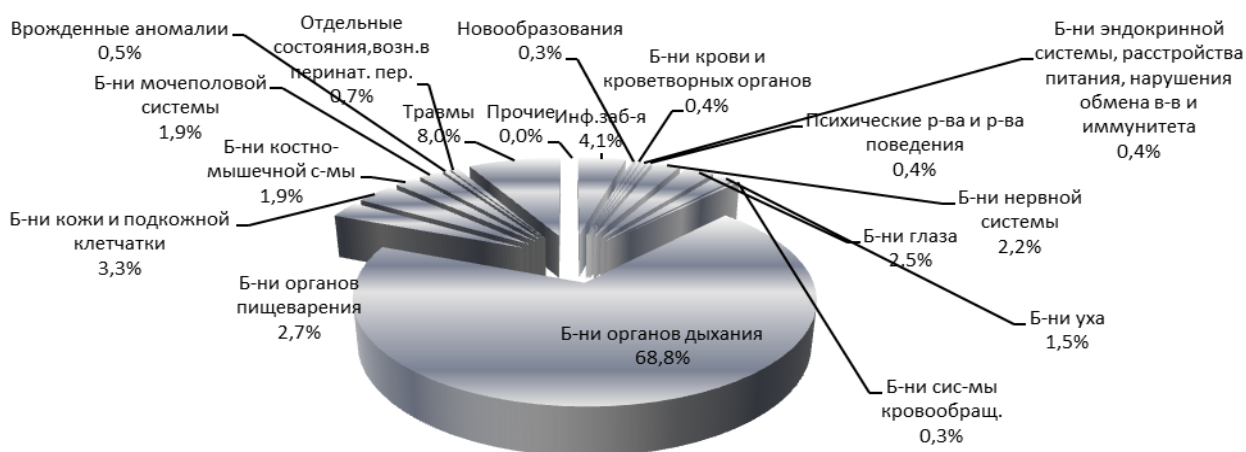 Врожденные аномалии
0,5%
Отдельные
состояния,возн.в
перинат. пер.
0,7%
Новообразования
0,3%
Б-ни крови и
кроветворных органов
0,4%
Б-ни эндокринной
системы, расстройства
питания, нарушения
обмена в-в и
иммунитета
0,4%
Б-ни мочеполовой
системы
1,9%
Травмы
8,0%
Прочие
0,0%
Инф.заб-я
4,1%
Психические р-ва и р-ва
поведения
0,4%
Б-ни костно-
мышечной с-мы
1,9%
Б-ни нервной
системы
2,2%
Б-ни кожи и подкожной
клетчатки
3,3%
Б-ни глаза
2,5%
Б-ни органов
пищеварения
2,7%
Б-ни уха
1,5%
Б-ни органов дыхания
68,8%
Б-ни сис-мы
кровообращ.
0,3%